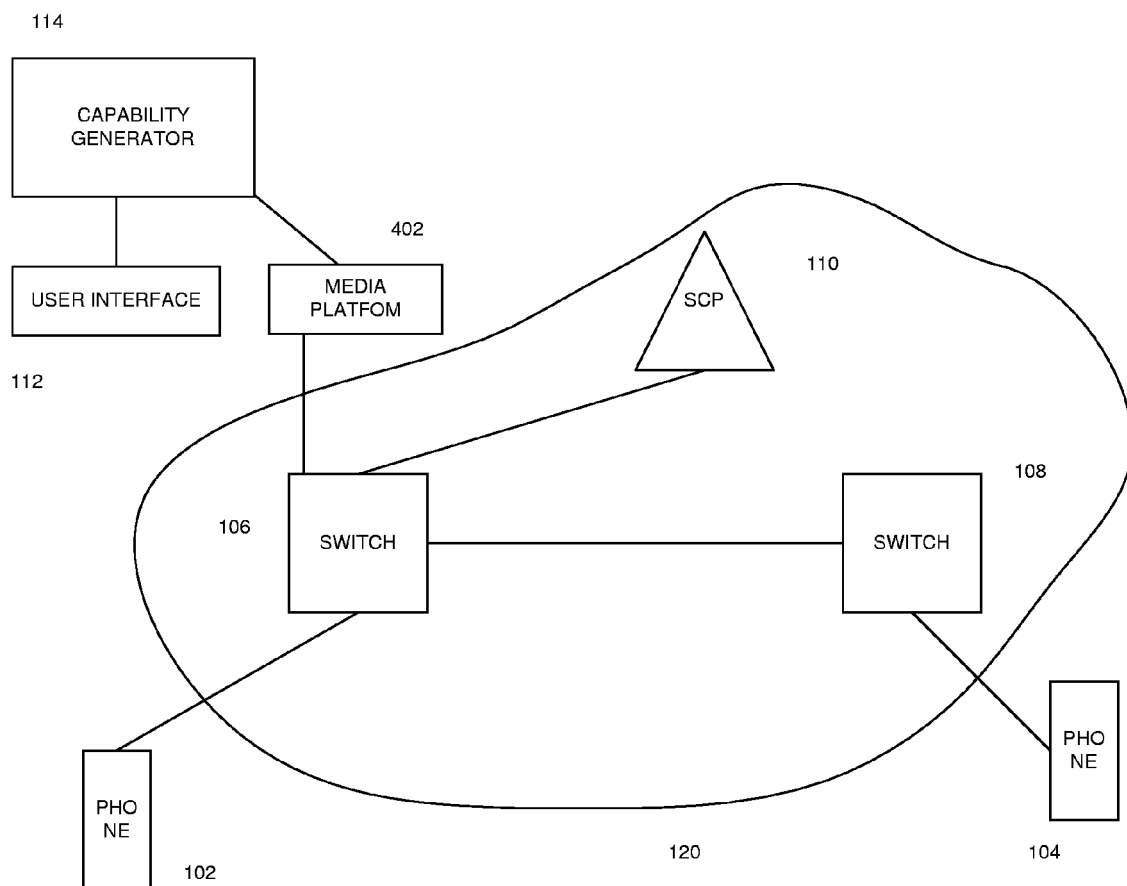 114
CAPABILITY
GENERATOR
402
USER INTERFACE
MEDIA
PLATFOM
110
SCP
112
108
106
SWITCH
SWITCH
PHO
NE
PHO
NE
102
120
104